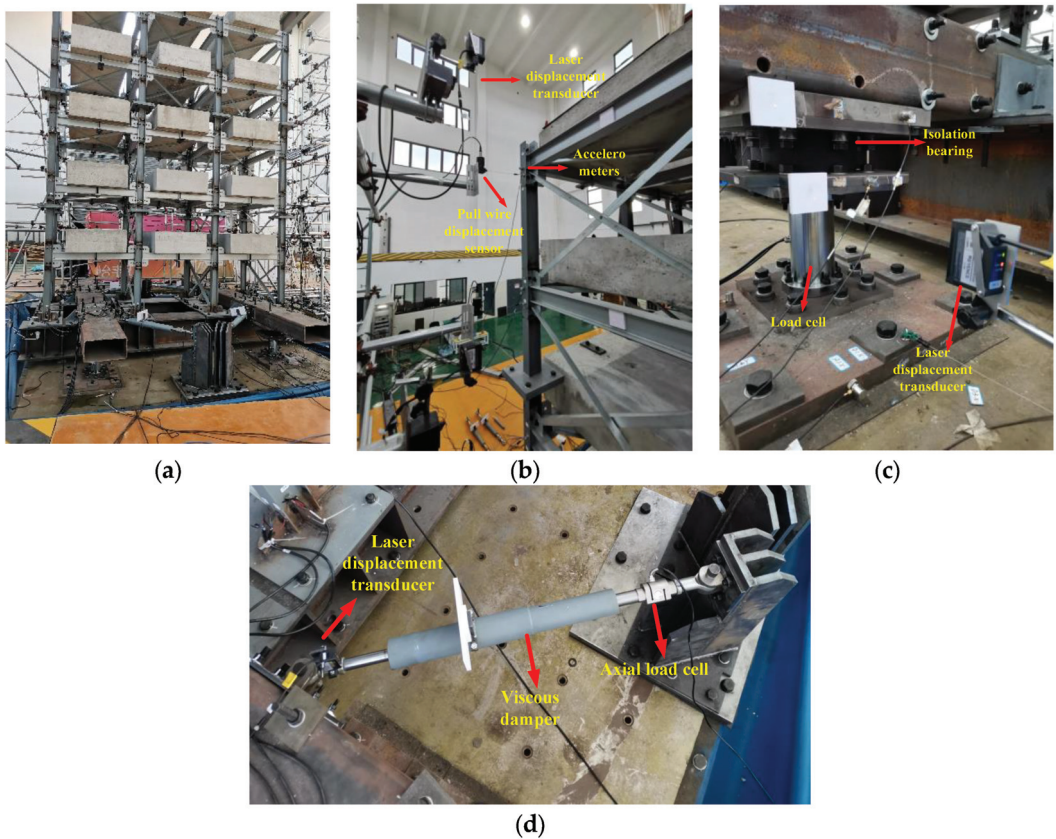 Laser
displacement
transducer
Accelero
meters
Pull wire
displacement
sensor
Isolation
bearing
Load cell
Laser
displacement
transducer
(a)
(b)
(c)
Laser
displacement
transducer
Axial load cell
Viscous
damper
(d)